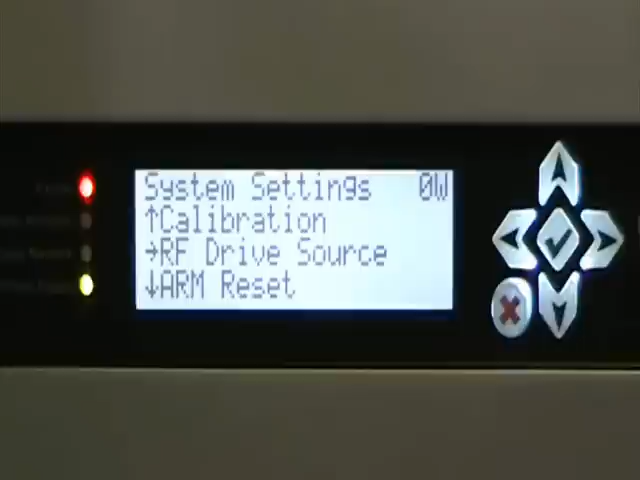 System Settings 0W
↑Calibration
→RF Drive Source
↓ARM Reset